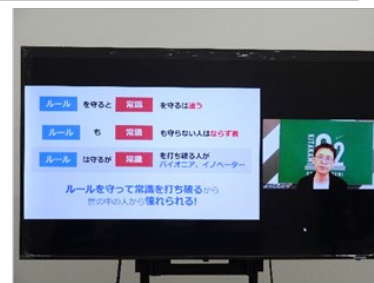 ルール を守ると 常識 を守るは違う
ルール も 常識 も守らない人はならず者
ルール は守るが 常識 を打ち破る人が
パイオニア、イノベーター
ルールを守って常識を打ち破るから
世の中の人から憧れられる!